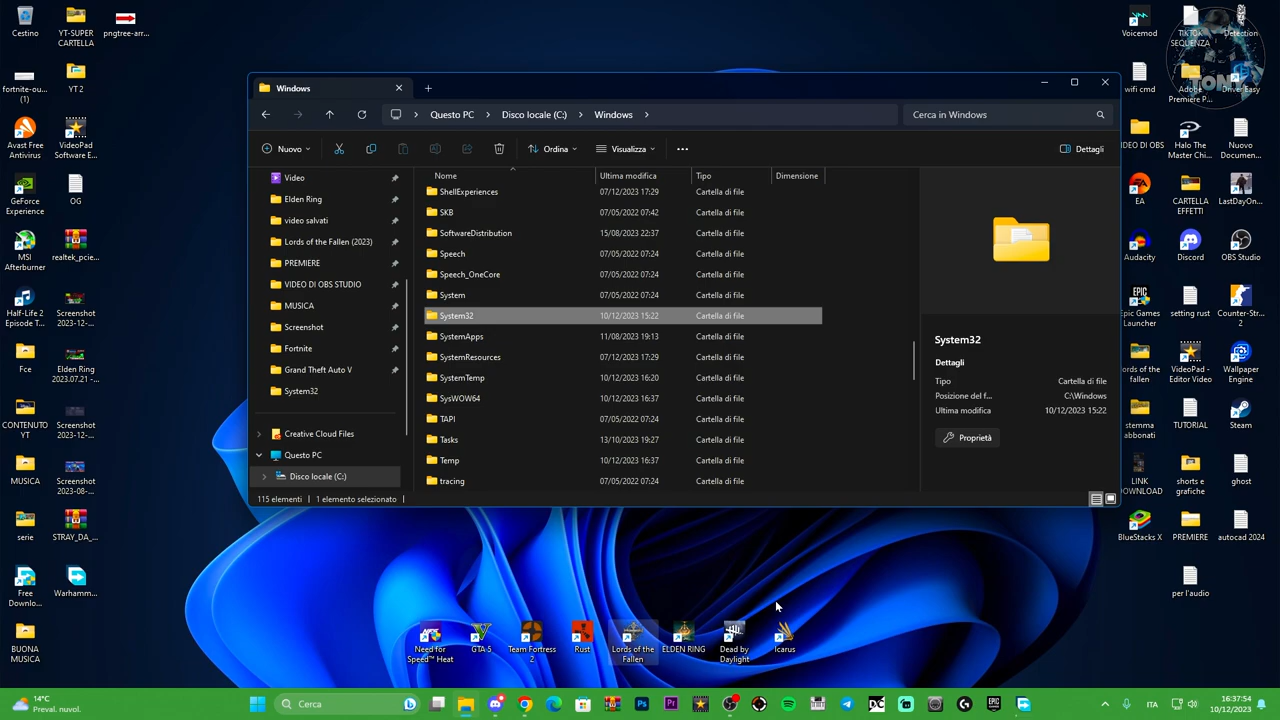 Cestino
YT-SUPER
CARTELLA
pngtree-arr...
fortnite-ou...
(1)
YT 2
Avast Free
Antivirus
VideoPad
Software E...
GeForce
Experience
OG
MSI
Afterburner
realtek_pcie...
Half-Life 2
Episode T...
Screenshot
2023-12-...
Fce
Elden Ring
2023.07.21 -...
CONTENUTO
YT
Screenshot
2023-12-...
MUSICA
Screenshot
2023-08-...
serie
STRAY_DA_...
Free
Downlo...
Warhamm...
BUONA
MUSICA
Windows
Questo PC
Disco locale (C:)
Windows
Cerca in Windows
Nuovo
Ordina
Visualizza
Dettagli
Video
Elden Ring
video salvati
Lords of the Fallen (2023)
PREMIERE
VIDEO DI OBS STUDIO
MUSICA
Screenshot
Fortnite
Grand Theft Auto V
System32
Creative Cloud Files
Questo PC
Disco locale (C:)
Nome Ultima modifica Tipo Dimensione
ShellExperiences 07/12/2023 17:29 Cartella di file
SKB 07/05/2022 07:42 Cartella di file
SoftwareDistribution 15/08/2023 22:37 Cartella di file
Speech 07/05/2022 07:24 Cartella di file
Speech_OneCore 07/05/2022 07:24 Cartella di file
System 07/05/2022 07:24 Cartella di file
System32 10/12/2023 15:22 Cartella di file
SystemApps 11/08/2023 19:13 Cartella di file
SystemResources 07/12/2023 17:29 Cartella di file
SystemTemp 10/12/2023 16:20 Cartella di file
SysWOW64 10/12/2023 16:37 Cartella di file
TAPI 07/05/2022 07:24 Cartella di file
Tasks 13/10/2023 19:27 Cartella di file
Temp 10/12/2023 16:37 Cartella di file
tracing 07/05/2022 07:24 Cartella di file
System32
Dettagli
Tipo Cartella di file
Posizione del f... C:\Windows
Ultima modifica 10/12/2023 15:22
Proprietà
115 elementi 1 elemento selezionato
Voicemod
TIKTOK
SEQUENZA
Detection
TONY
wifi cmd
Adobe
Premiere P...
Driver Easy
VIDEO DI OBS
Halo The
Master Chi...
Nuovo
Documen...
EA
CARTELLA
EFFETTI
LastDayOn...
Audacity
Discord
OBS Studio
Epic Games
Launcher
setting rust
Counter-Str...
2
Lords of the
fallen
VideoPad -
Editor Video
Wallpaper
Engine
stemma
abbonati
TUTORIAL
Steam
LINK
DOWNLOAD
shorts e
grafiche
ghost
BlueStacks X
PREMIERE
autocad 2024
per l'audio
Need for
Speed™ Heat
GTA 5
Team Fortress
2
Rust
Lords of the
Fallen
ELDEN RING
Dead by
Daylight
Icarus
14°C
Preval. nuvol.
Cerca
ITA
16:37:54
10/12/2023